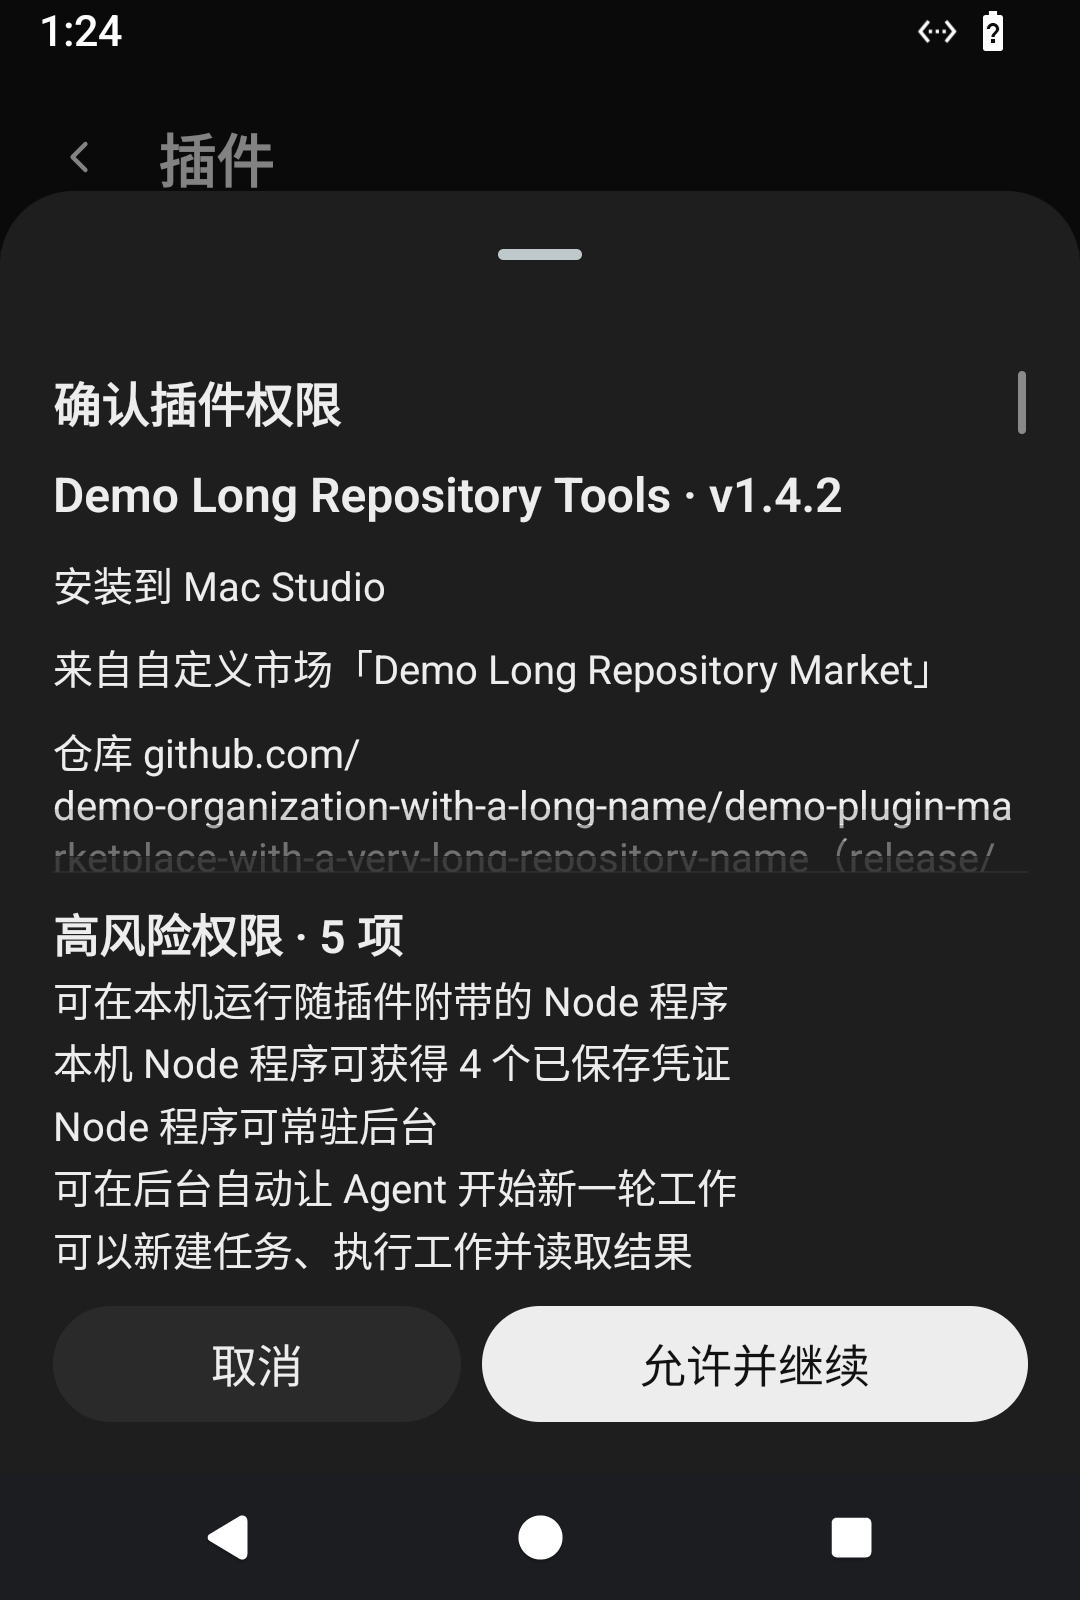 1:24
插件
确认插件权限
Demo Long Repository Tools · v1.4.2
安装到 Mac Studio
来自自定义市场「Demo Long Repository Market」
仓库 github.com/
demo-organization-with-a-long-name/demo-plugin-ma
rketplace-with-a-very-long-repository-name（release/
高风险权限 · 5 项
可在本机运行随插件附带的 Node 程序
本机 Node 程序可获得 4 个已保存凭证
Node 程序可常驻后台
可在后台自动让 Agent 开始新一轮工作
可以新建任务、执行工作并读取结果
取消
允许并继续